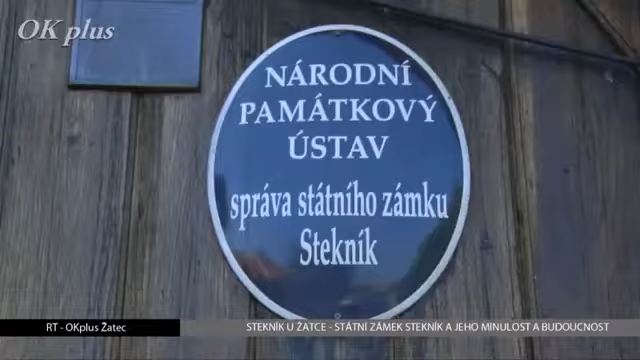 OK plus
NÁRODNÍ
PAMÁTKOVÝ
ÚSTAV
správa státního zámku
Stekník
RT - OKplus Žatec
STEKNÍK U ŽATCE - STÁTNÍ ZÁMEK STEKNÍK A JEHO MINULOST A BUDOUCNOST